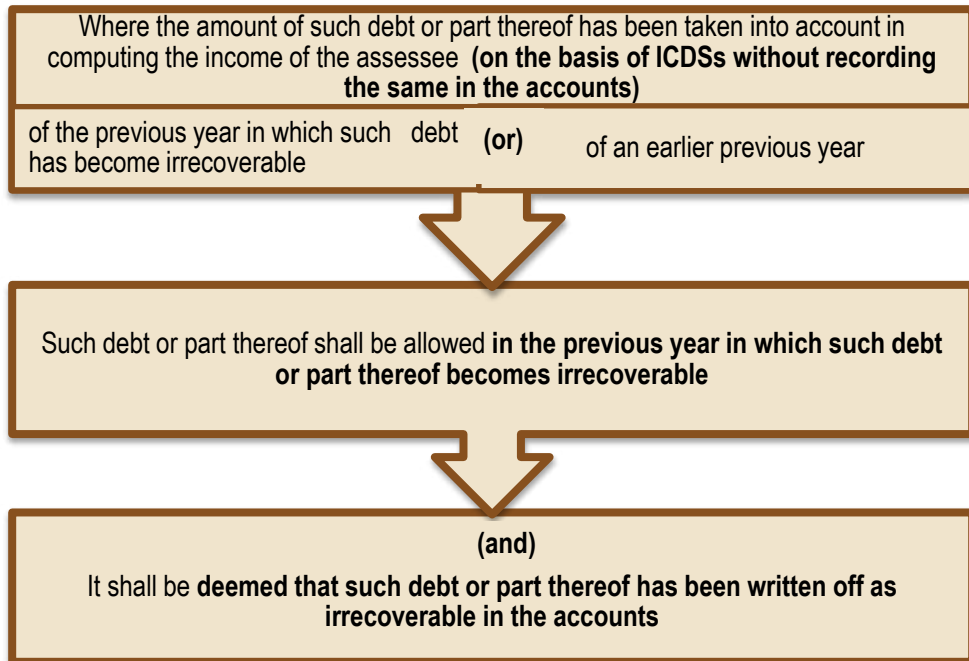 Where the amount of such debt or part thereof has been taken into account in
computing the income of the assessee (on the basis of ICDSs without recording
the same in the accounts)
of the previous year in which such debt
has become irrecoverable
(or)
of an earlier previous year
Such debt or part thereof shall be allowed in the previous year in which such debt
or part thereof becomes irrecoverable
(and)
It shall be deemed that such debt or part thereof has been written off as
irrecoverable in the accounts